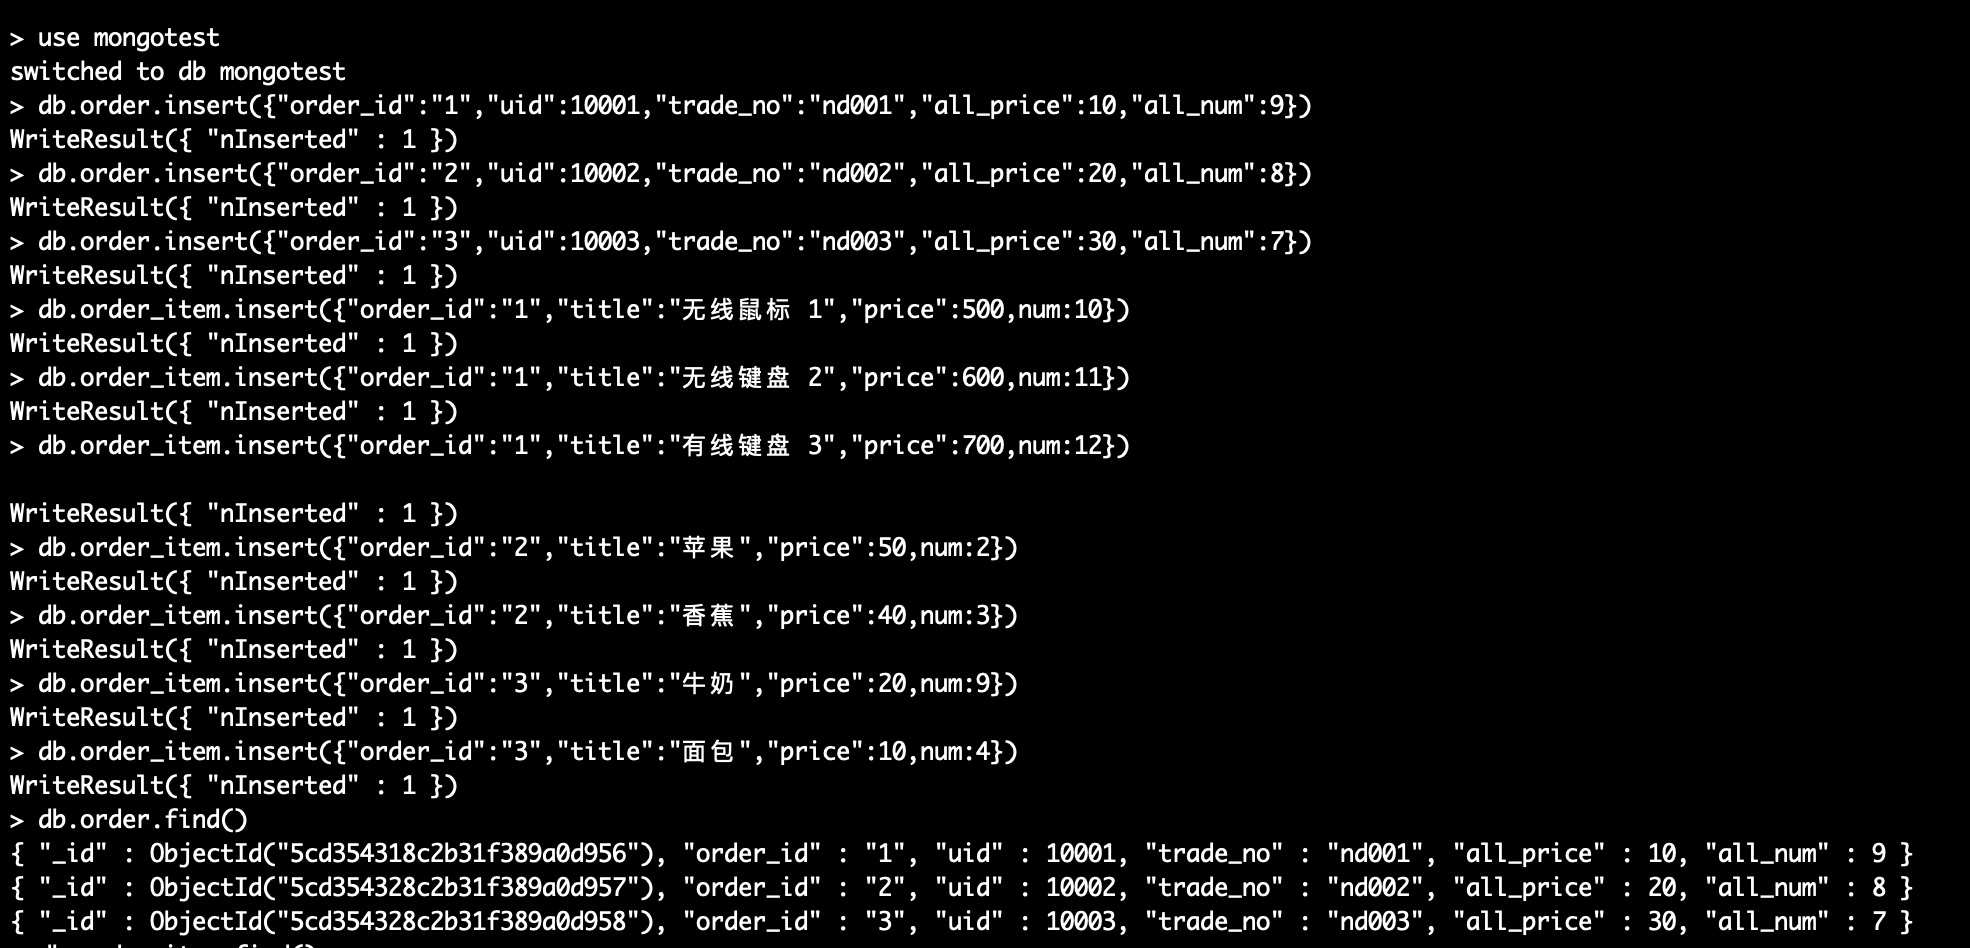 > use mongotest
switched to db mongotest
> db.order.insert({"order_id":"1","uid":10001,"trade_no":"nd001","all_price":10,"all_num":9})
WriteResult({ "nInserted" : 1 })
> db.order.insert({"order_id":"2","uid":10002,"trade_no":"nd002","all_price":20,"all_num":8})
WriteResult({ "nInserted" : 1 })
> db.order.insert({"order_id":"3","uid":10003,"trade_no":"nd003","all_price":30,"all_num":7})
WriteResult({ "nInserted" : 1 })
> db.order_item.insert({"order_id":"1","title":"无线鼠标 1","price":500,num:10})
WriteResult({ "nInserted" : 1 })
> db.order_item.insert({"order_id":"1","title":"无线键盘 2","price":600,num:11})
WriteResult({ "nInserted" : 1 })
> db.order_item.insert({"order_id":"1","title":"有线键盘 3","price":700,num:12})
WriteResult({ "nInserted" : 1 })
> db.order_item.insert({"order_id":"2","title":"苹果","price":50,num:2})
WriteResult({ "nInserted" : 1 })
> db.order_item.insert({"order_id":"2","title":"香蕉","price":40,num:3})
WriteResult({ "nInserted" : 1 })
> db.order_item.insert({"order_id":"3","title":"牛奶","price":20,num:9})
WriteResult({ "nInserted" : 1 })
> db.order_item.insert({"order_id":"3","title":"面包","price":10,num:4})
WriteResult({ "nInserted" : 1 })
> db.order.find()
{ "_id" : ObjectId("5cd354318c2b31f389a0d956"), "order_id" : "1", "uid" : 10001, "trade_no" : "nd001", "all_price" : 10, "all_num" : 9 }
{ "_id" : ObjectId("5cd354328c2b31f389a0d957"), "order_id" : "2", "uid" : 10002, "trade_no" : "nd002", "all_price" : 20, "all_num" : 8 }
{ "_id" : ObjectId("5cd354328c2b31f389a0d958"), "order_id" : "3", "uid" : 10003, "trade_no" : "nd003", "all_price" : 30, "all_num" : 7 }